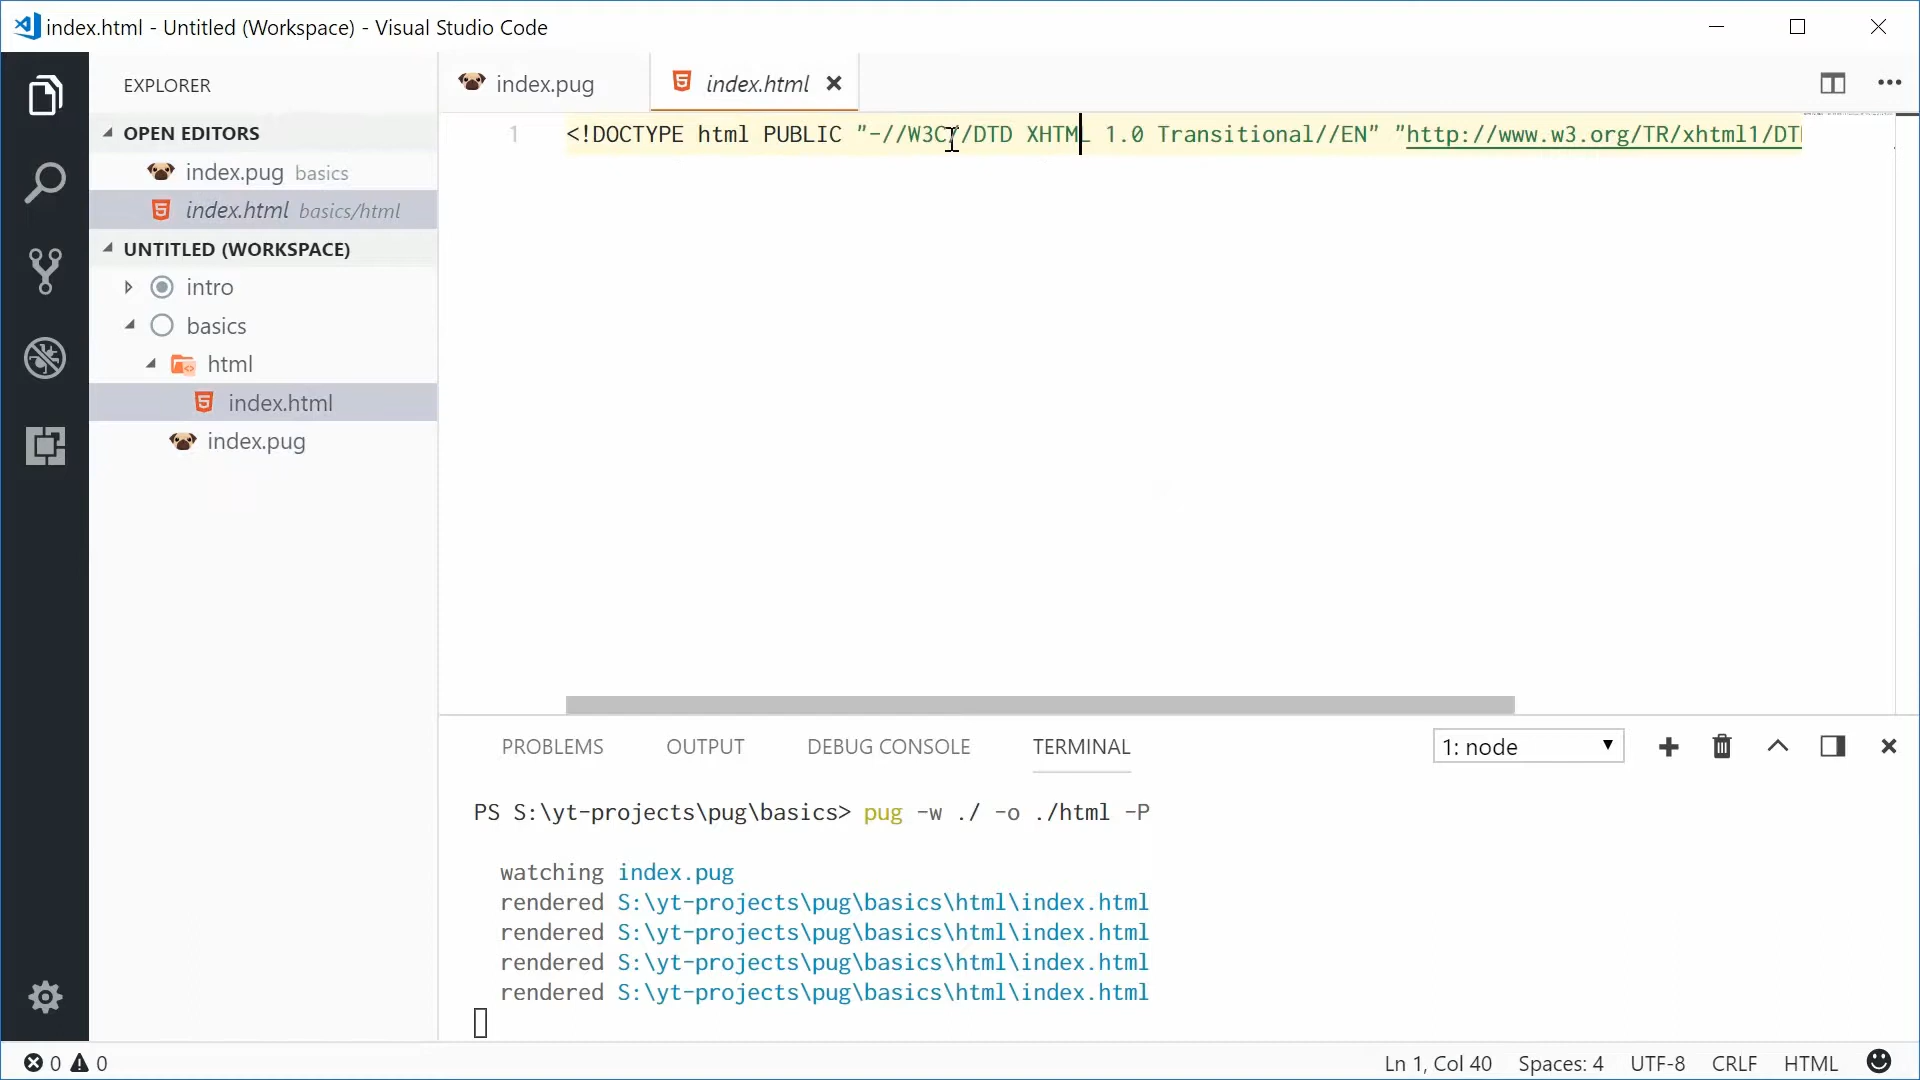 index.html - Untitled (Workspace) - Visual Studio Code
EXPLORER
OPEN EDITORS
index.pug basics
index.html basics/html
UNTITLED (WORKSPACE)
intro
basics
html
index.html
index.pug
index.pug
index.html
1 <!DOCTYPE html PUBLIC "-//W3C//DTD XHTML 1.0 Transitional//EN" "http://www.w3.org/TR/xhtml1/DT
PROBLEMS OUTPUT DEBUG CONSOLE TERMINAL
1: node
PS S:\yt-projects\pug\basics> pug -w ./ -o ./html -P
watching index.pug
rendered S:\yt-projects\pug\basics\html\index.html
rendered S:\yt-projects\pug\basics\html\index.html
rendered S:\yt-projects\pug\basics\html\index.html
rendered S:\yt-projects\pug\basics\html\index.html
0 0
Ln 1, Col 40 Spaces: 4 UTF-8 CRLF HTML